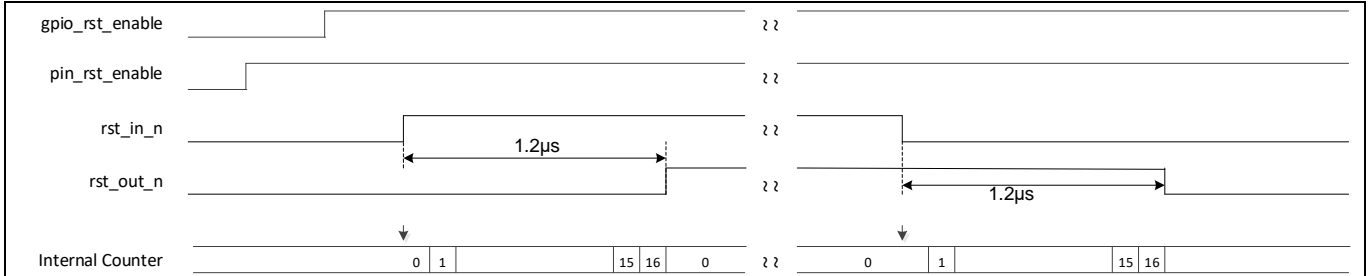 gpio_rst_enable
pin_rst_enable
rst_in_n
1.2µs
rst_out_n
1.2µs
Internal Counter 0 1 15 16 0 0 1 15 16